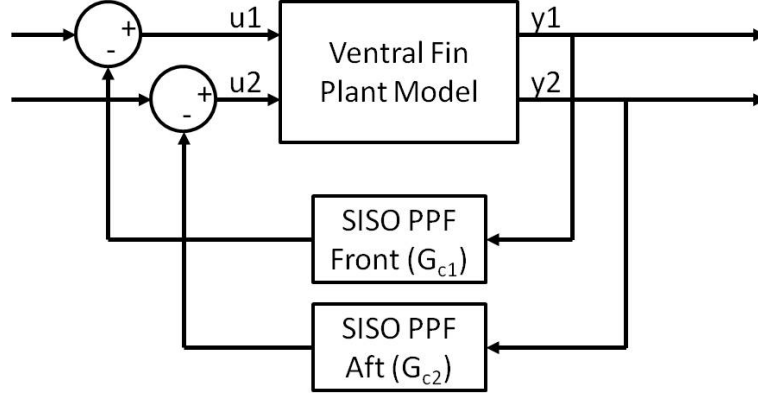 +
-
u1
+
-
u2
Ventral Fin
Plant Model
y1
y2
SISO PPF
Front (Gc1)
SISO PPF
Aft (Gc2)